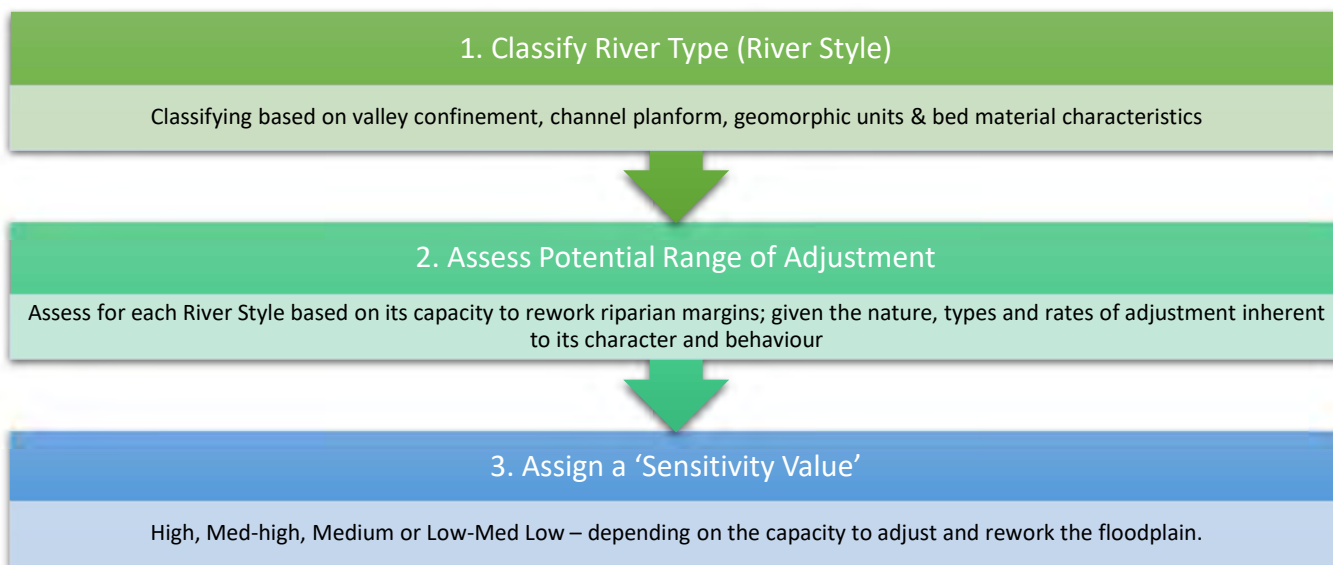 1. Classify River Type (River Style)
Classifying based on valley confinement, channel planform, geomorphic units & bed material characteristics
2. Assess Potential Range of Adjustment
Assess for each River Style based on its capacity to rework riparian margins; given the nature, types and rates of adjustment inherent
to its character and behaviour
3. Assign a ‘Sensitivity Value’
High, Med-high, Medium or Low-Med Low – depending on the capacity to adjust and rework the floodplain.